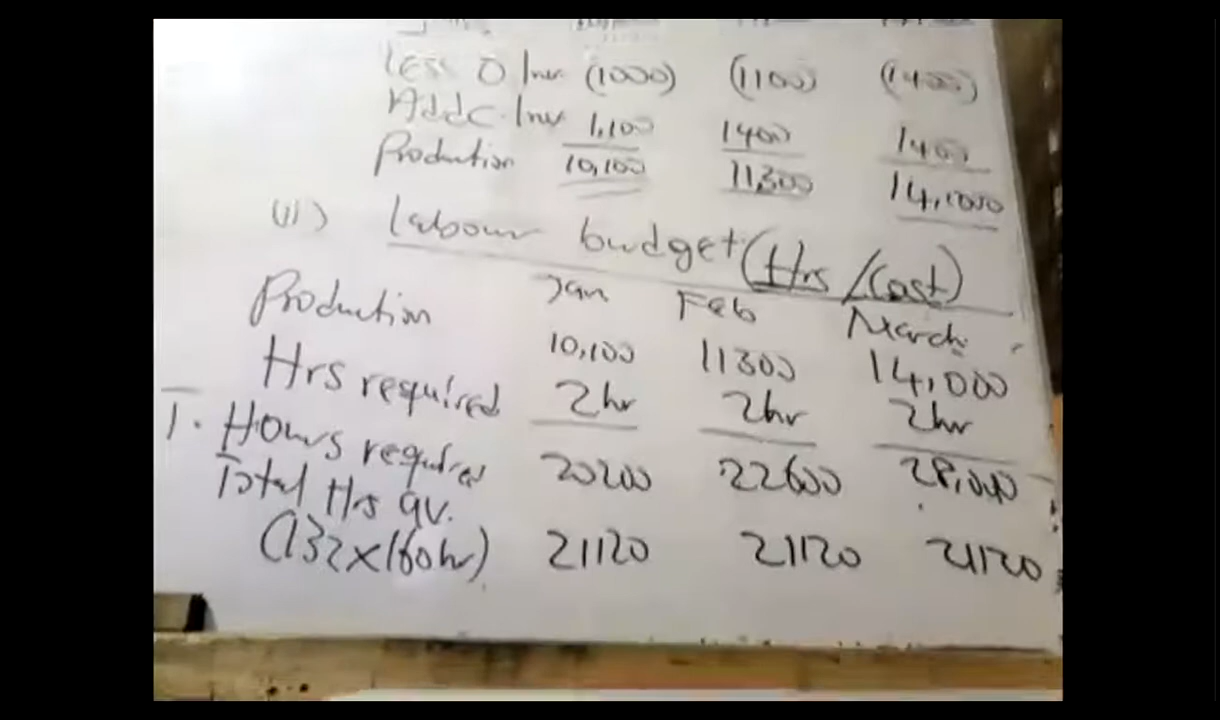 Less O Inv (1000) (1100) (1400)
Add C. Inv 1,100 1400 1400
Production 10,100 11,300 14,000
(ii) Labour budget (Hrs/Cost)
Jan Feb March
Production 10,100 11300 14,000
Hrs required 2hr 2hr 2hr
T. Hours required 20200 22600 28,000
Total Hrs av.
(132x160hr) 21120 21120 21120